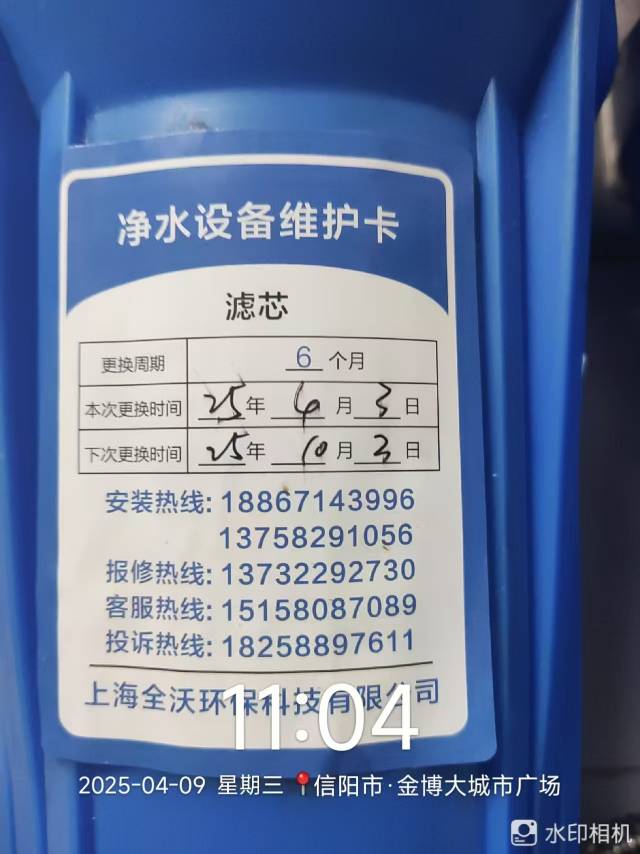 净水设备维护卡
滤芯
更换周期 6 个月
本次更换时间 25 年 4 月 3 日
下次更换时间 25 年 10 月 3 日
安装热线: 18867143996
13758291056
报修热线: 13732292730
客服热线: 15158087089
投诉热线: 18258897611
上海全沃环保科技有限公司
11:04
2025-04-09 星期三 信阳市·金博大城市广场
水印相机